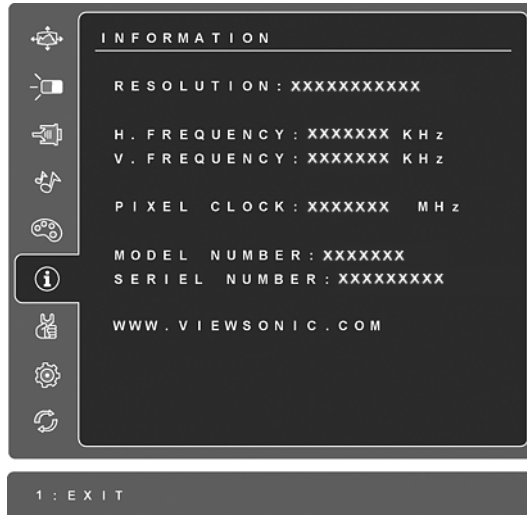 INFORMATION
RESOLUTION: XXXXXXXXXXX
H. FREQUENCY: XXXXXXX KHz
V. FREQUENCY: XXXXXXX KHz
PIXEL CLOCK: XXXXXXX MHz
MODEL NUMBER: XXXXXXX
SERIEL NUMBER: XXXXXXXXX
WWW.VIEWSONIC.COM
1:EXIT